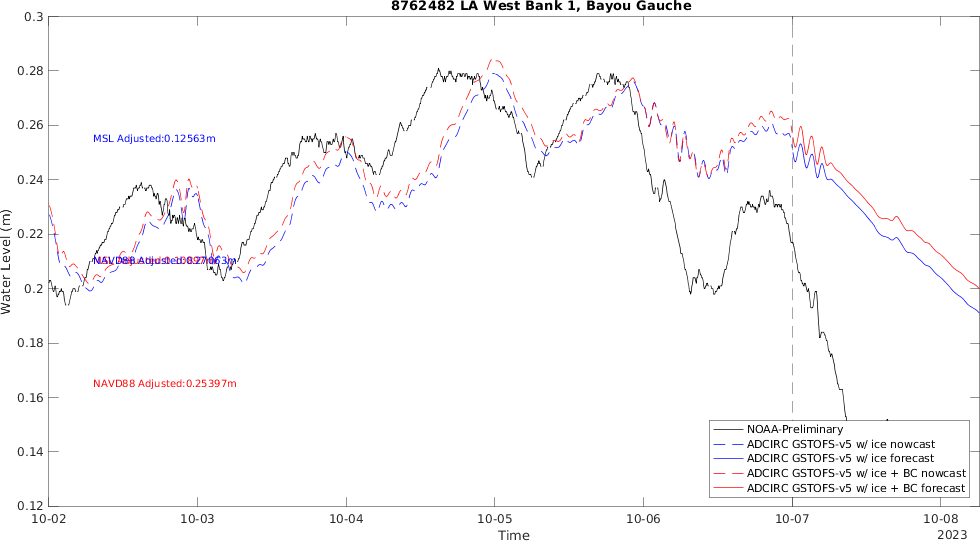 8762482 LA West Bank 1, Bayou Gauche
Water Level (m)
0.3
0.28
0.26
0.24
0.22
0.2
0.18
0.16
0.14
0.12
MSL Adjusted:0.12563m
Adjusted
NAVD88 Adjusted:0.25397m
NOAA-Preliminary
ADCIRC GSTOFS-v5 w/ ice nowcast
ADCIRC GSTOFS-v5 w/ ice forecast
ADCIRC GSTOFS-v5 w/ ice + BC nowcast
ADCIRC GSTOFS-v5 w/ ice + BC forecast
10-02 10-03 10-04 10-05 10-06 10-07 10-08
Time
2023